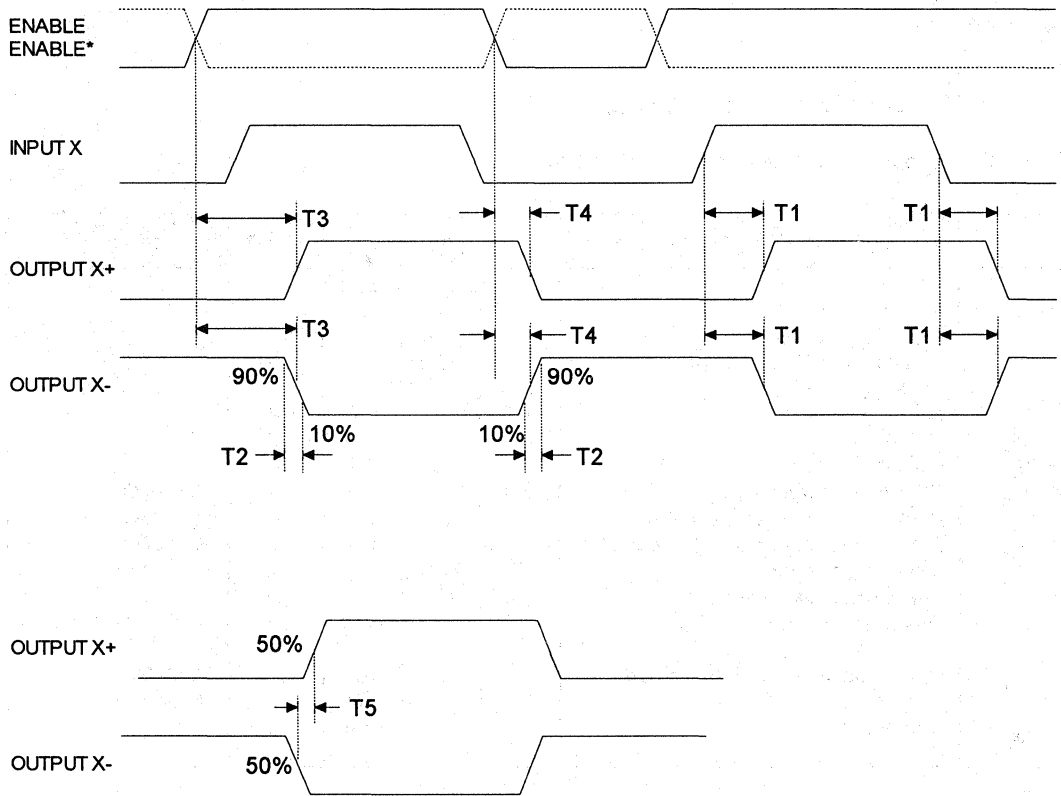 ENABLE
ENABLE*
INPUT X
T3
T4
T1
T1
OUTPUT X+
T3
T4
T1
T1
OUTPUT X-
90%
90%
10%
10%
T2
T2
OUTPUT X+
50%
T5
OUTPUT X-
50%